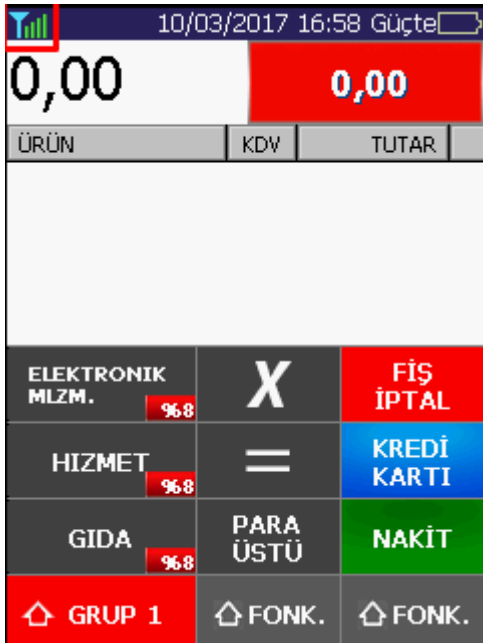 10/03/2017 16:58 Güçte
0,00 0,00
ÜRÜN KDV TUTAR
ELEKTRONIK
MLZM.
%8
X
FİŞ
İPTAL
HIZMET
%8
=
KREDİ
KARTI
GIDA
%8
PARA
ÜSTÜ
NAKİT
GRUP 1 FONK. FONK.